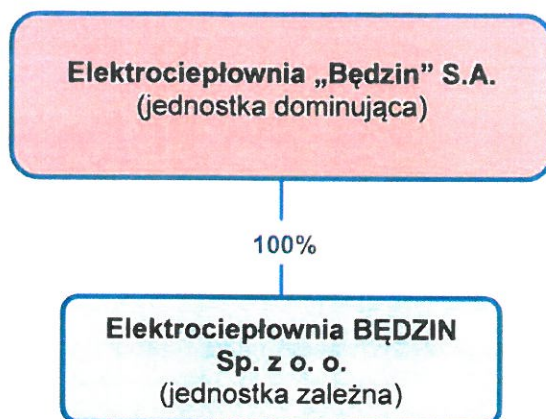 Elektrociepłownia „Będzin” S.A.
(jednostka dominująca)
100%
Elektrociepłownia BĘDZIN
Sp. z o. o.
(jednostka zależna)